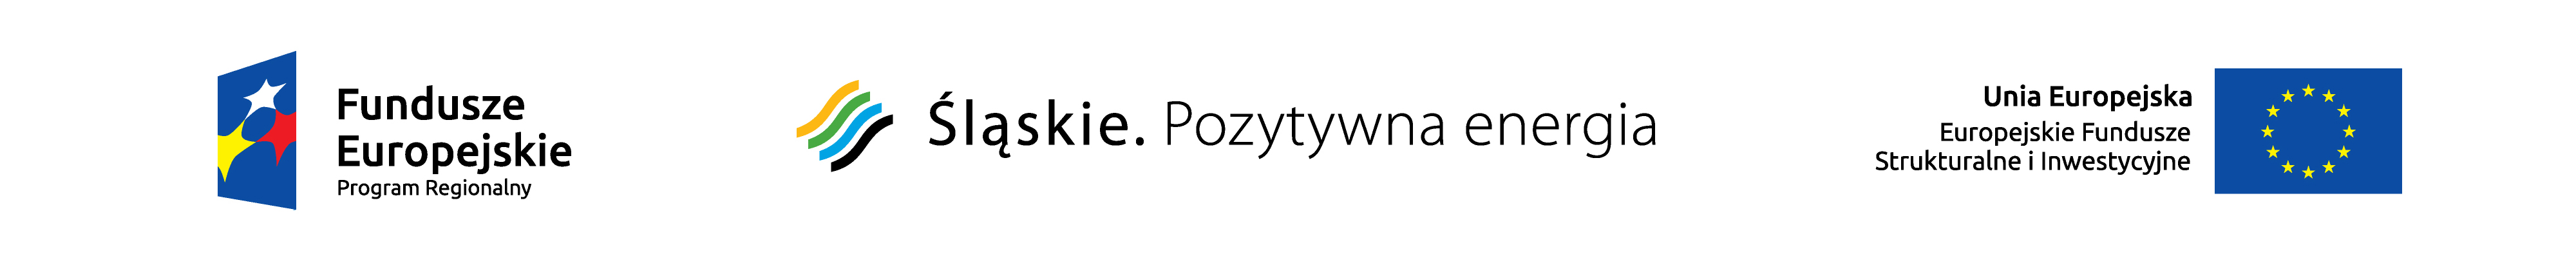 Fundusze
Europejskie
Program Regionalny
Śląskie. Pozytywna energia
Unia Europejska
Europejskie Fundusze
Strukturalne i Inwestycyjne